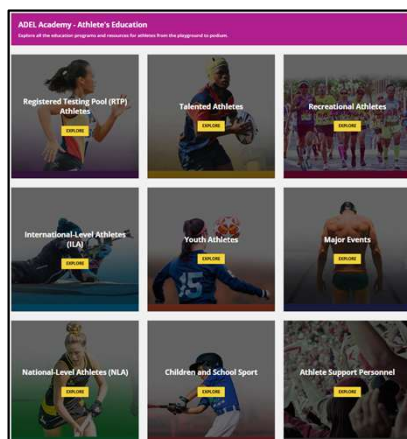 ADEL Academy - Athlete's Education
Explore all the education programs and resources for athletes from the playground to podium.
Registered Testing Pool (RTP)
Athletes
EXPLORE
Talented Athletes
EXPLORE
Recreational Athletes
EXPLORE
International-Level Athletes
(ILA)
EXPLORE
Youth Athletes
EXPLORE
15
Major Events
EXPLORE
National-Level Athletes (NLA)
EXPLORE
Children and School Sport
EXPLORE
Athlete Support Personnel
EXPLORE